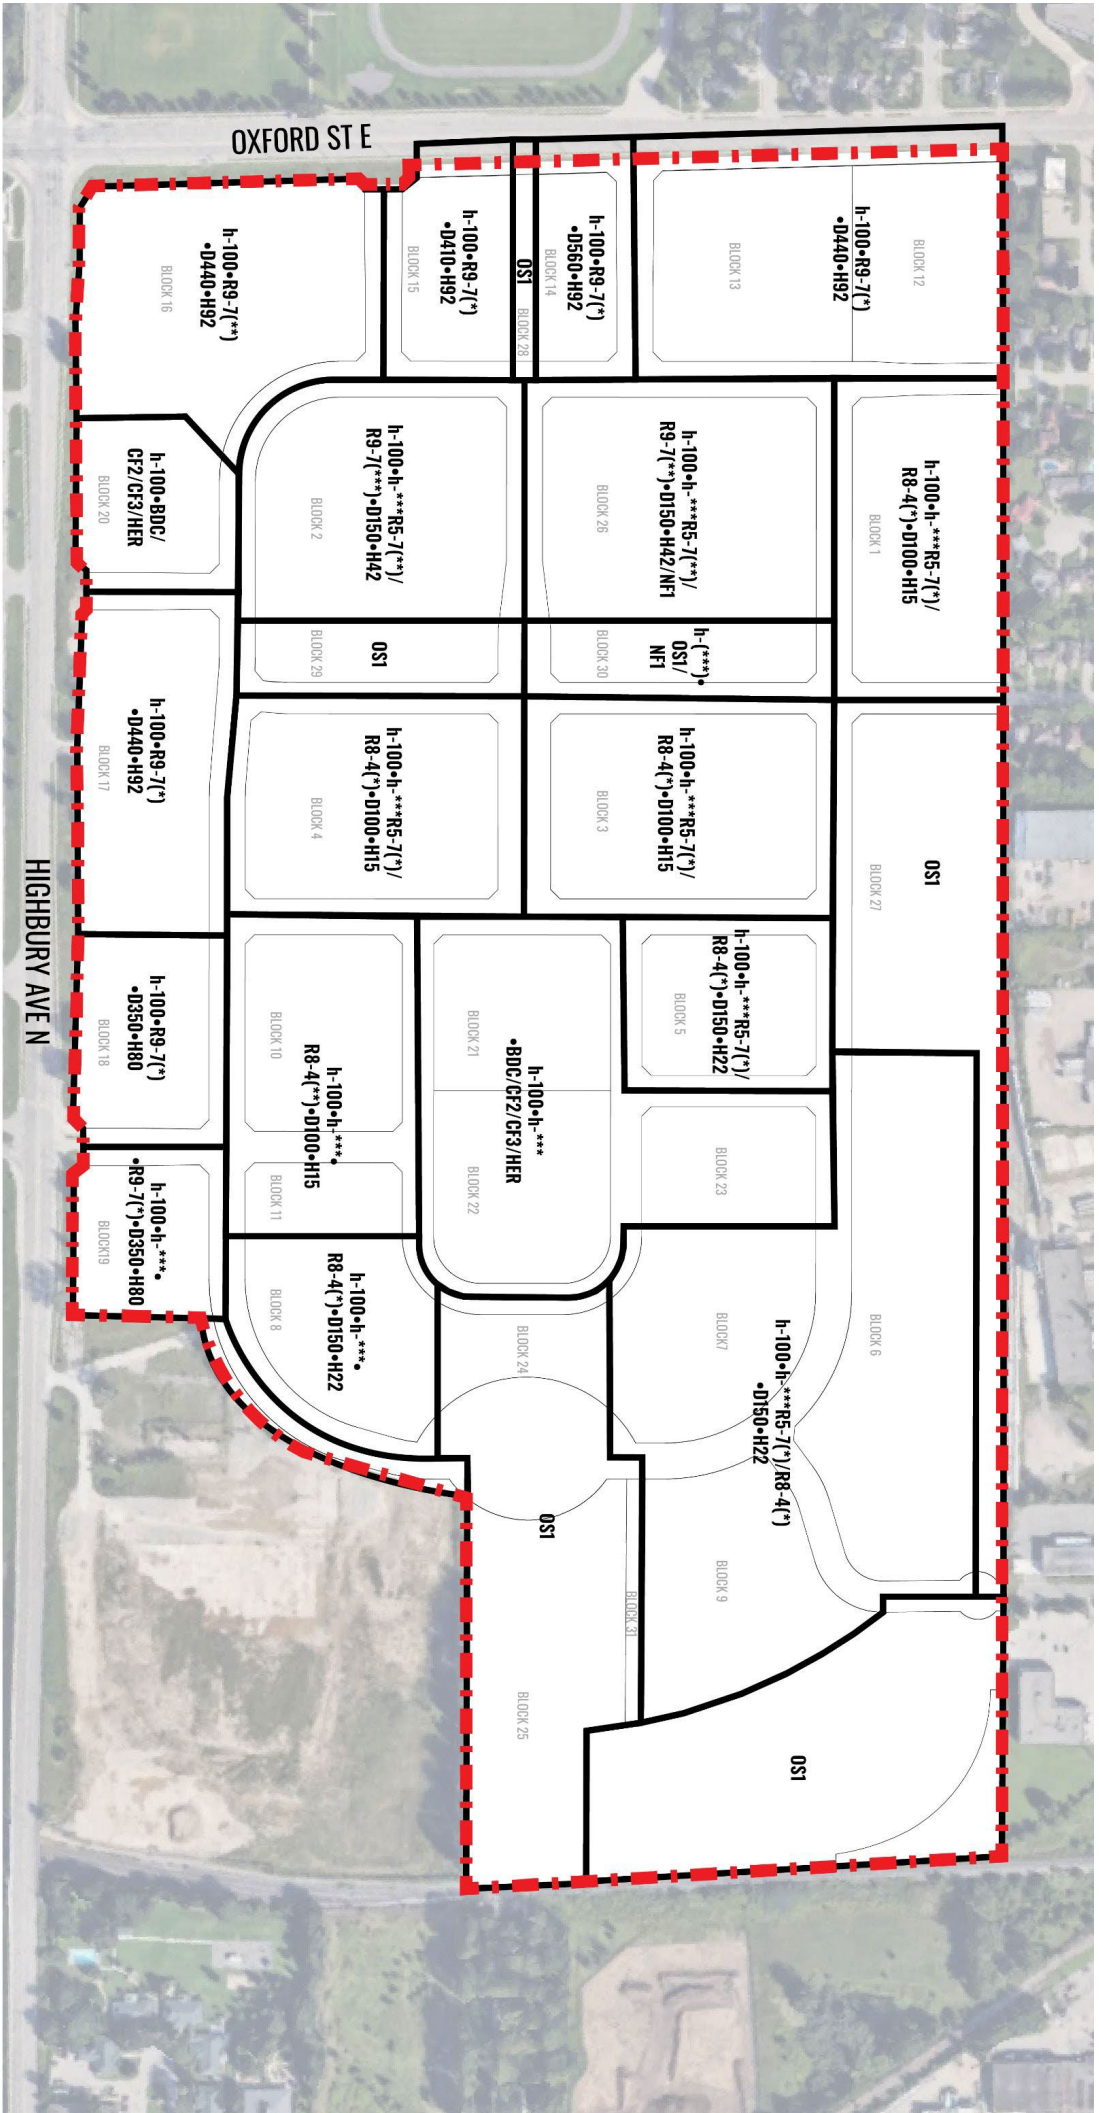 OXFORD ST E
HIGHBURY AVE N
h-100•R9-7(**)
•D440•H92
BLOCK 16
h-100•R9-7(*)
•D410•H92
BLOCK 15
OS1
BLOCK 28
h-100•R9-7(*)
•D560•H92
BLOCK 14
BLOCK 13
h-100•R9-7(*)
•D440•H92
BLOCK 12
h-100•BDC/
CF2/CF3/HER
BLOCK 20
h-100•h-***R5-7(**)/
R9-7(***)•D150•H42
BLOCK 2
h-100•h-***R5-7(**)/
R9-7(**)•D150•H42/NF1
BLOCK 26
h-100•h-***R5-7(*)/
R8-4(*)•D100•H15
BLOCK 1
OS1
BLOCK 29
h-(***)•
OS1/
NF1
BLOCK 30
h-100•R9-7(*)
•D440•H92
BLOCK 17
h-100•h-***R5-7(*)/
R8-4(*)•D100•H15
BLOCK 4
h-100•h-***R5-7(*)/
R8-4(*)•D100•H15
BLOCK 3
OS1
BLOCK 27
h-100•R9-7(*)
•D350•H80
BLOCK 18
BLOCK 10
h-100•h-***•
R8-4(**)•D100•H15
BLOCK 11
BLOCK 21
h-100•h-***
•BDC/CF2/CF3/HER
BLOCK 22
h-100•h-***R5-7(*)/
R8-4(*)•D150•H22
BLOCK 5
BLOCK 23
h-100•h-***•
•R9-7(*)•D350•H80
BLOCK19
h-100•h-***•
R8-4(*)•D150•H22
BLOCK 8
BLOCK 24
BLOCK7
h-100•h-***R5-7(*)/R8-4(*)
•D150•H22
BLOCK 6
BLOCK 9
OS1
BLOCK 31
BLOCK 25
OS1